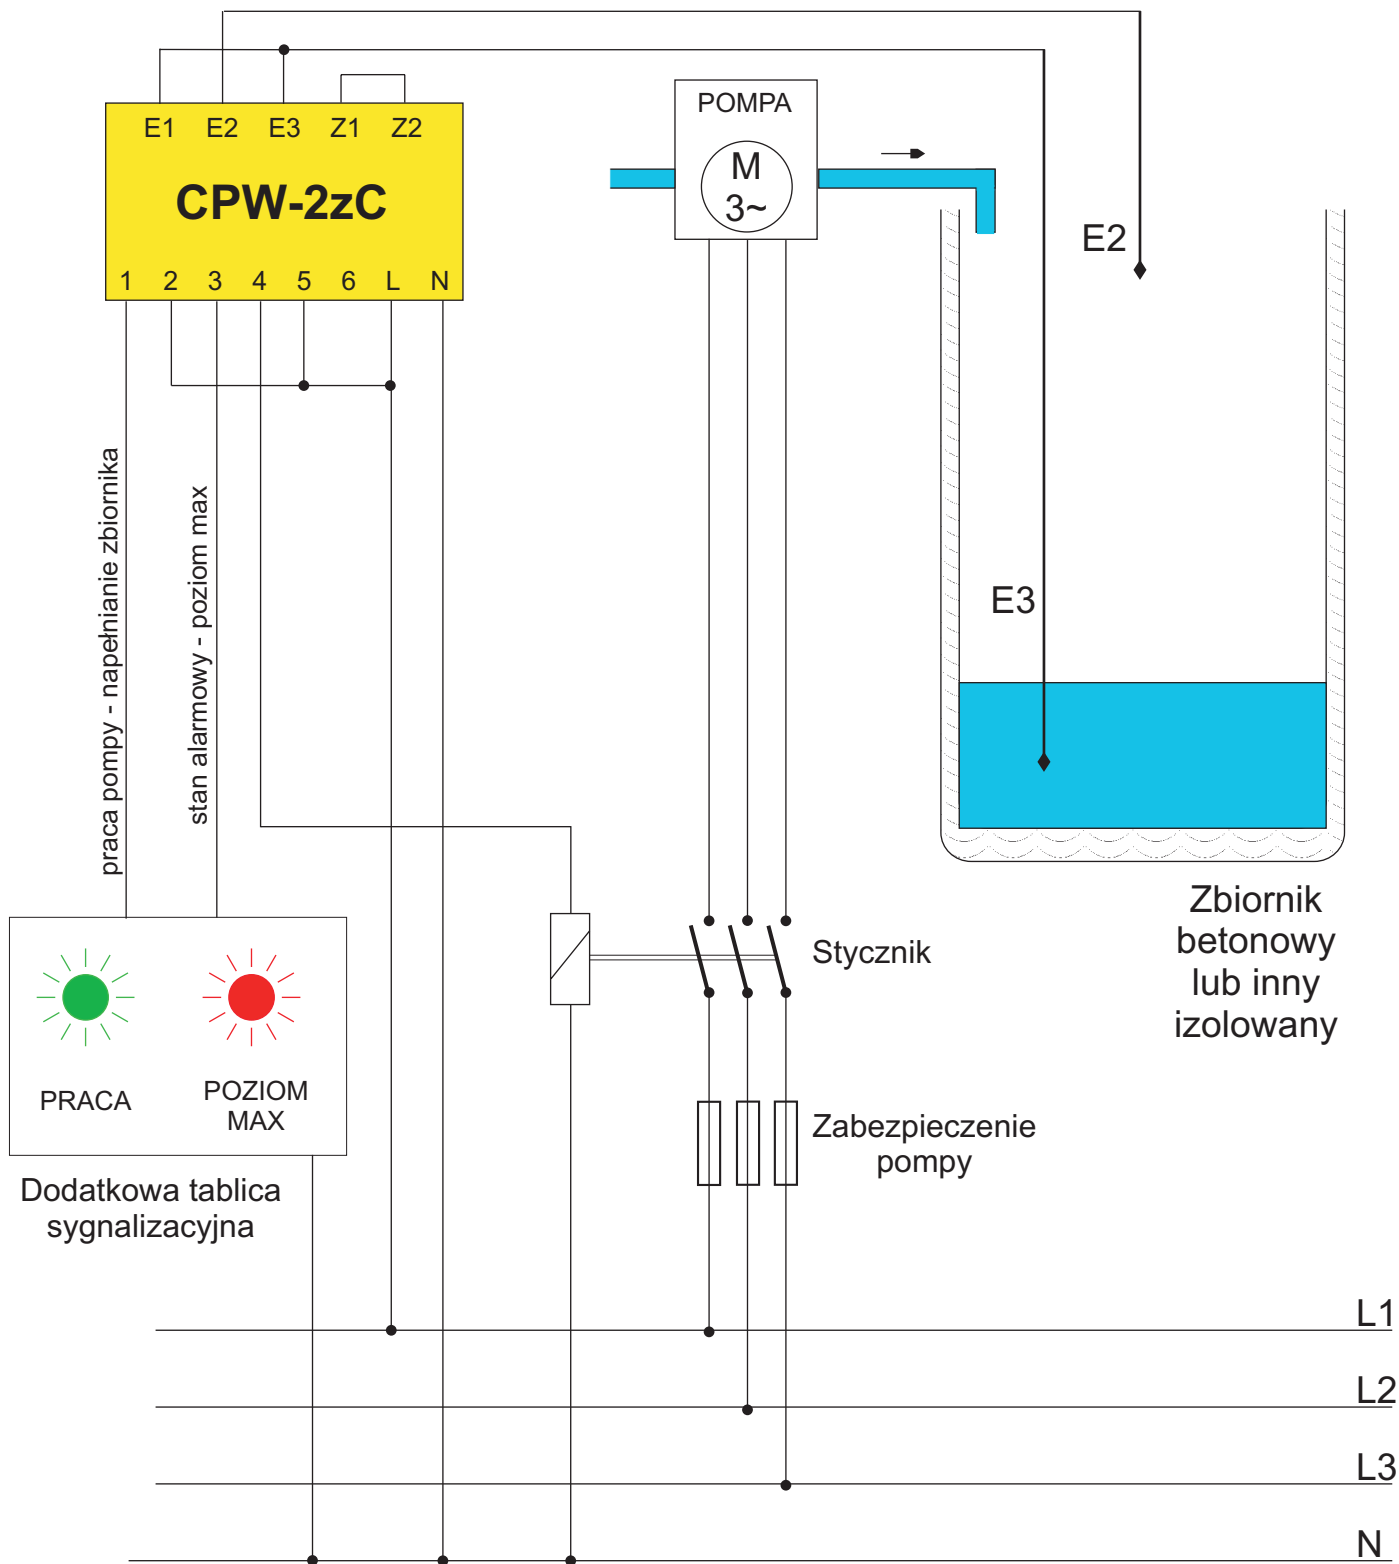 E1 E2 E3 Z1 Z2
CPW-2zC
1 2 3 4 5 6 L N
POMPA
M
3~
E2
E3
praca pompy - napełnianie zbiornika
stan alarmowy - poziom max
Zbiornik
betonowy
lub inny
izolowany
Stycznik
PRACA
POZIOM
MAX
Zabezpieczenie
pompy
Dodatkowa tablica
sygnalizacyjna
L1
L2
L3
N